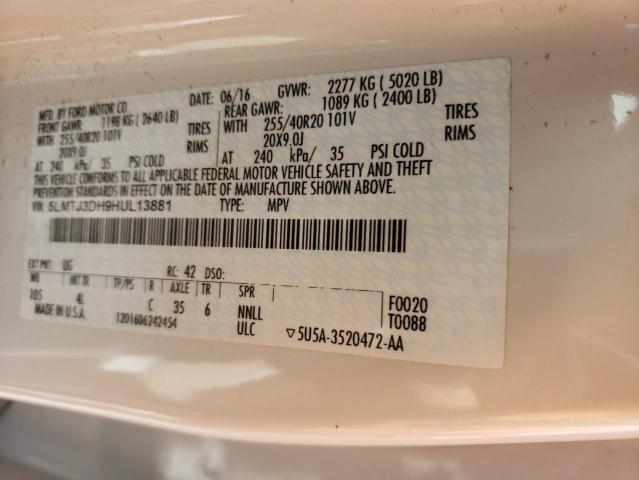 MFD. BY FORD MOTOR CO. DATE: 06/16 GVWR: 2277 KG ( 5020 LB)
FRONT GAWR: 1198 KG ( 2640 LB) REAR GAWR: 1089 KG ( 2400 LB)
WITH 255/40R20 101V TIRES WITH 255/40R20 101V TIRES
20X9.0J RIMS 20X9.0J RIMS
AT 240 kPa/ 35 PSI COLD AT 240 kPa/ 35 PSI COLD
THIS VEHICLE CONFORMS TO ALL APPLICABLE FEDERAL MOTOR VEHICLE SAFETY AND THEFT
PREVENTION STANDARDS IN EFFECT ON THE DATE OF MANUFACTURE SHOWN ABOVE.
VIN: 5LMTJ3DH9HUL13881 TYPE: MPV
EXT PNT: UG RC: 42 DSO:
WB INT TR TP/PS R AXLE TR SPR
105 4L C 35 6 NNLL F0020
MADE IN U.S.A. 1201606242454 ULC T0088
▽5U5A-3520472-AA